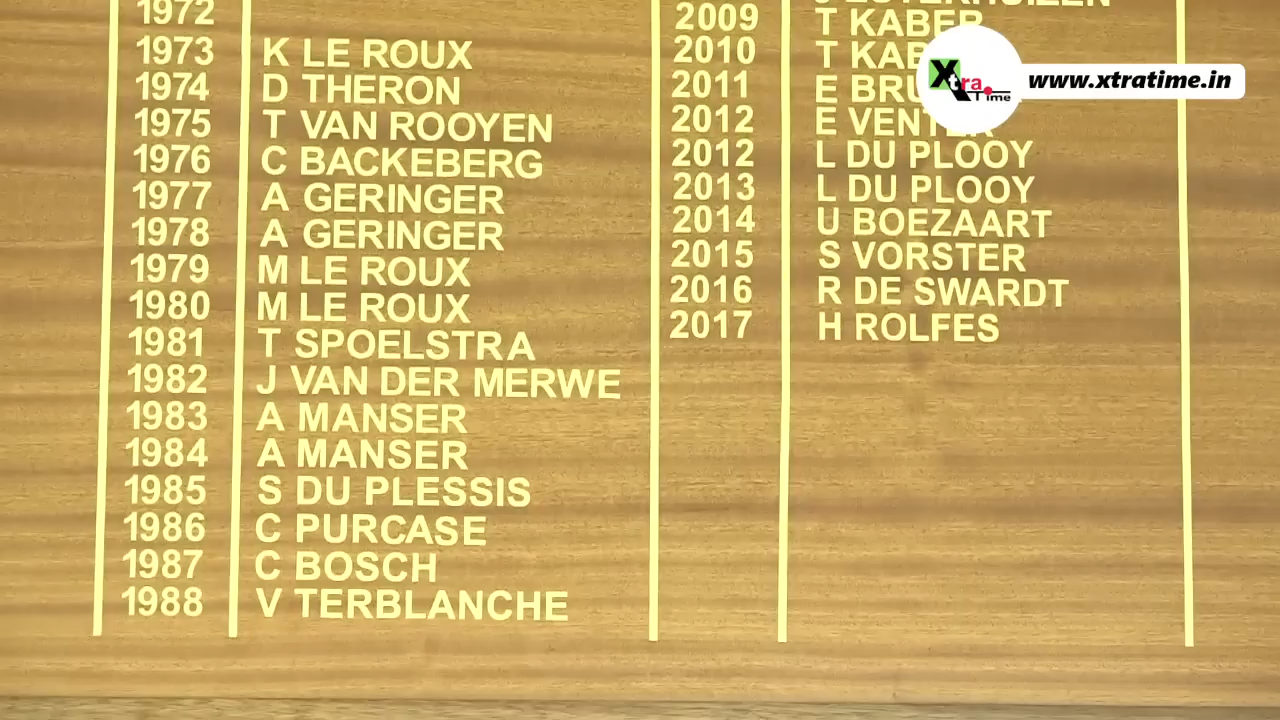 1972
1973 K LE ROUX
1974 D THERON
1975 T VAN ROOYEN
1976 C BACKEBERG
1977 A GERINGER
1978 A GERINGER
1979 M LE ROUX
1980 M LE ROUX
1981 T SPOELSTRA
1982 J VAN DER MERWE
1983 A MANSER
1984 A MANSER
1985 S DU PLESSIS
1986 C PURCASE
1987 C BOSCH
1988 V TERBLANCHE
2009 T KABER
2010 T
2011 E
2012 E VENTER
2012 L DU PLOOY
2013 L DU PLOOY
2014 U BOEZAART
2015 S VORSTER
2016 R DE SWARDT
2017 H ROLFES
Xtra Time
www.xtratime.in